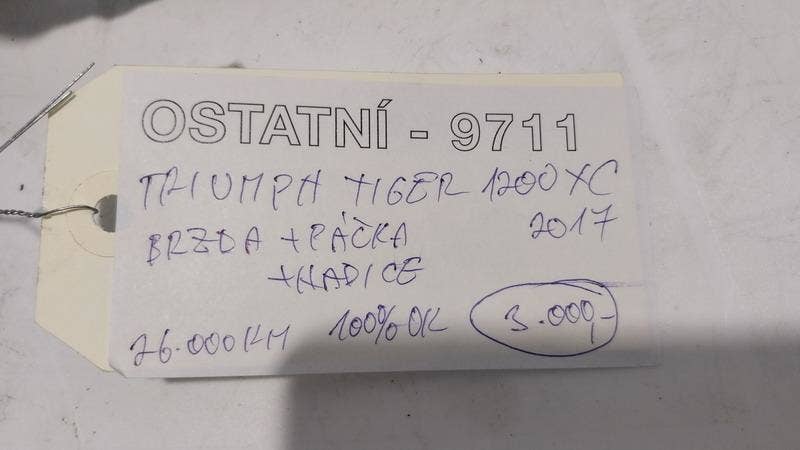 OSTATNÍ - 9711
TRIUMPH TIGER 1200 XC
BRZDA + PÁČKA 2017
+ HADICE
26.000 KM 100% OK 3.000,-